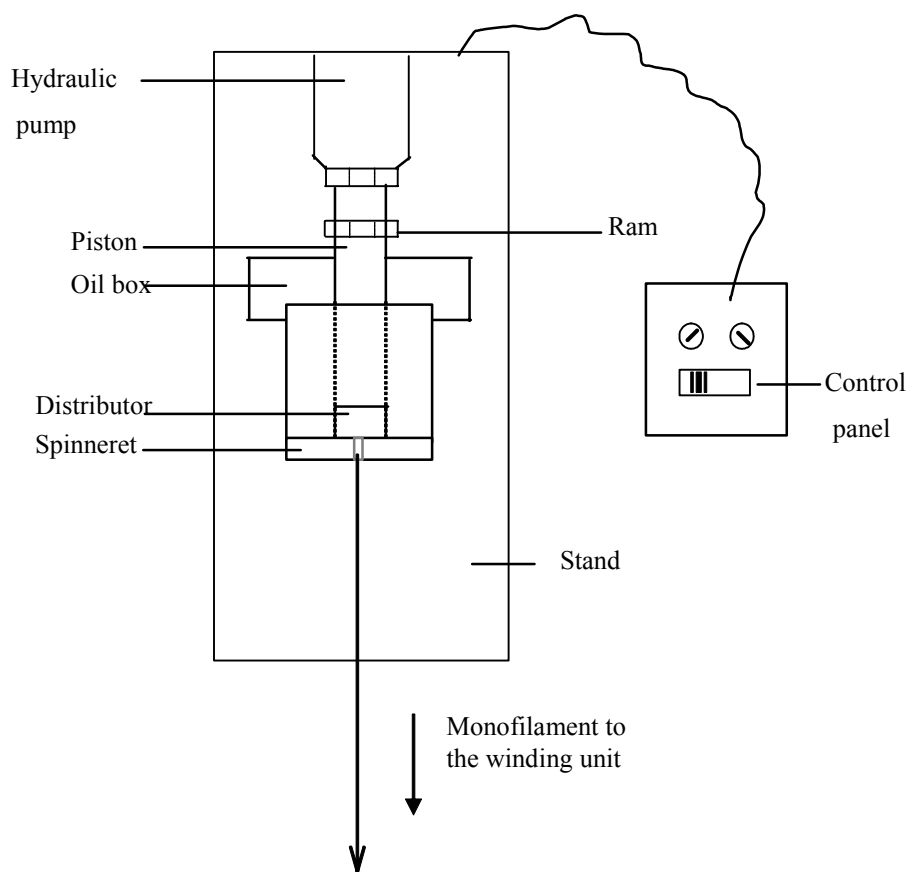 Hydraulic
pump
Ram
Piston
Oil box
Control
panel
Distributor
Spinneret
Stand
Monofilament to
the winding unit